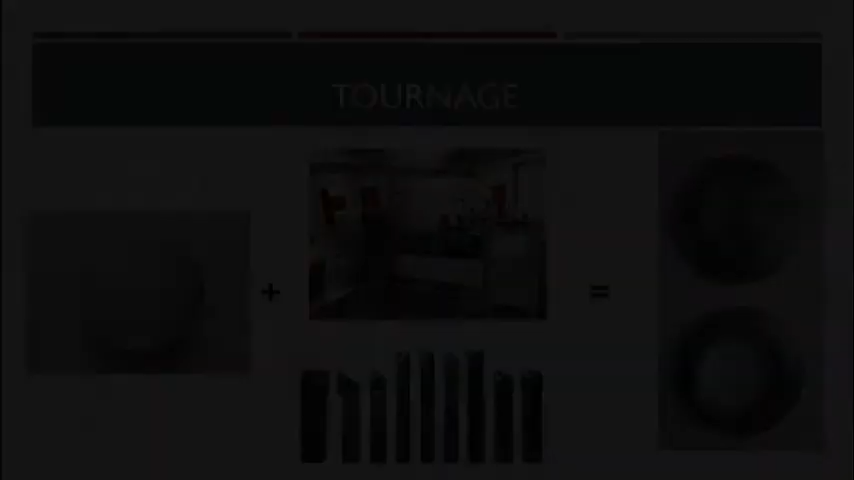 TOURNAGE
+
=